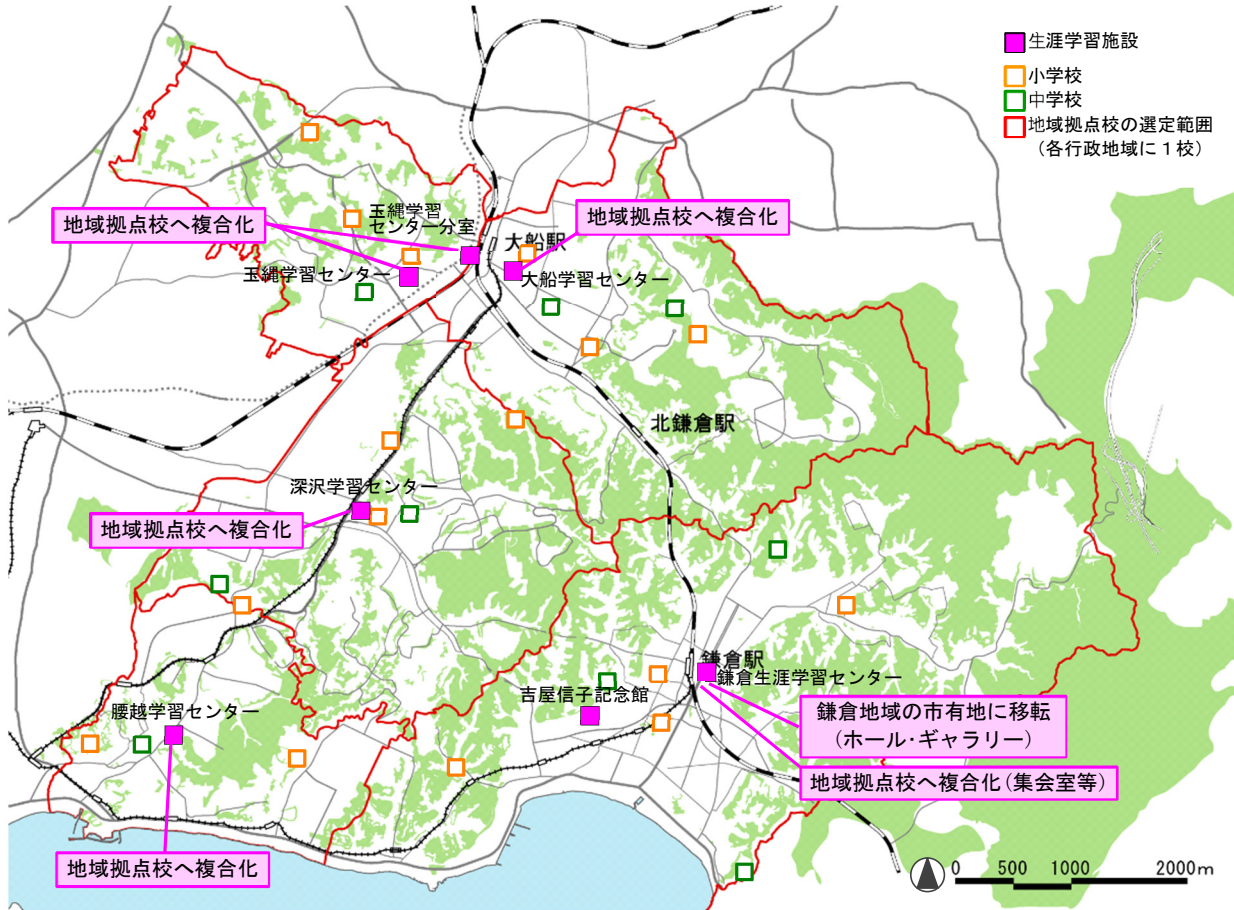 生涯学習施設
小学校
中学校
地域拠点校の選定範囲
(各行政地域に1校)
玉縄学習
センター分室
地域拠点校へ複合化
地域拠点校へ複合化
大船駅
玉縄学習センター
大船学習センター
北鎌倉駅
深沢学習センター
地域拠点校へ複合化
鎌倉駅
鎌倉生涯学習センター
吉屋信子記念館
腰越学習センター
鎌倉地域の市有地に移転
(ホール・ギャラリー)
地域拠点校へ複合化(集会室等)
地域拠点校へ複合化
0 500 1000 2000m